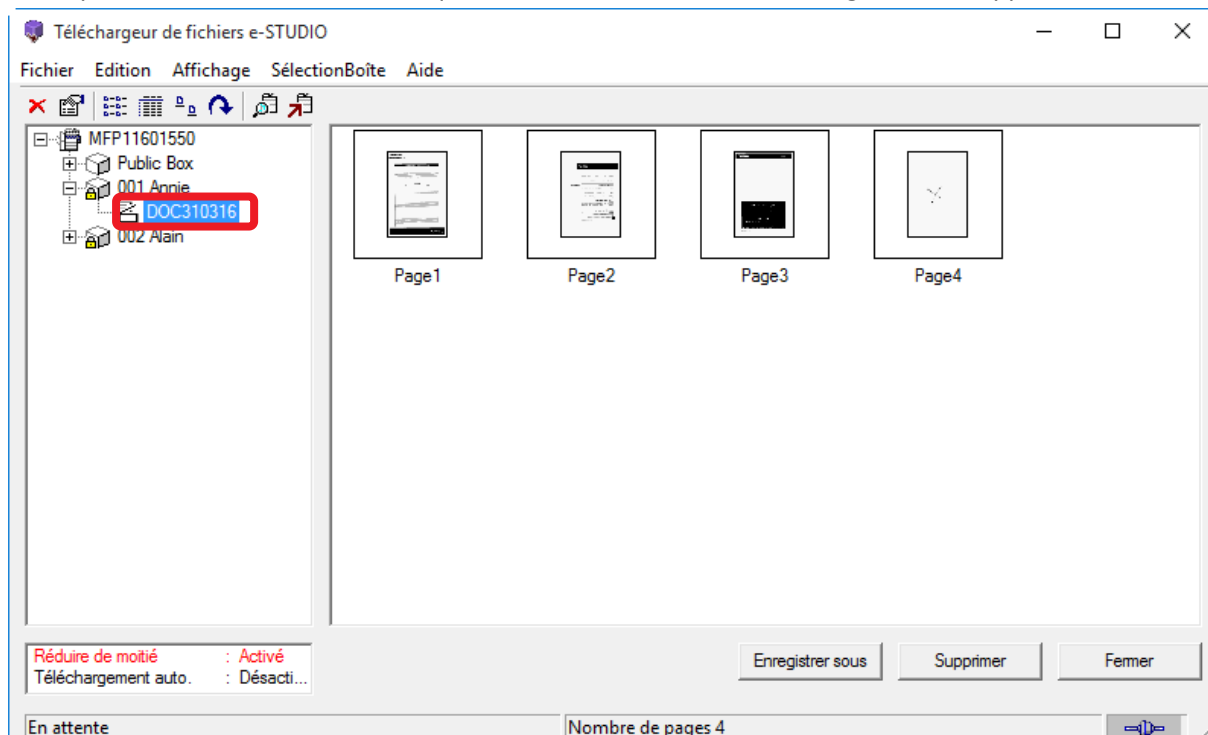 Téléchargeur de fichiers e-STUDIO
Fichier Edition Affichage SélectionBoîte Aide
MFP11601550
Public Box
001 Annie
DOC310316
002 Alain
Page1 Page2 Page3 Page4
Réduire de moitié : Activé
Téléchargement auto. : Désacti...
Enregistrer sous Supprimer Fermer
En attente
Nombre de pages 4